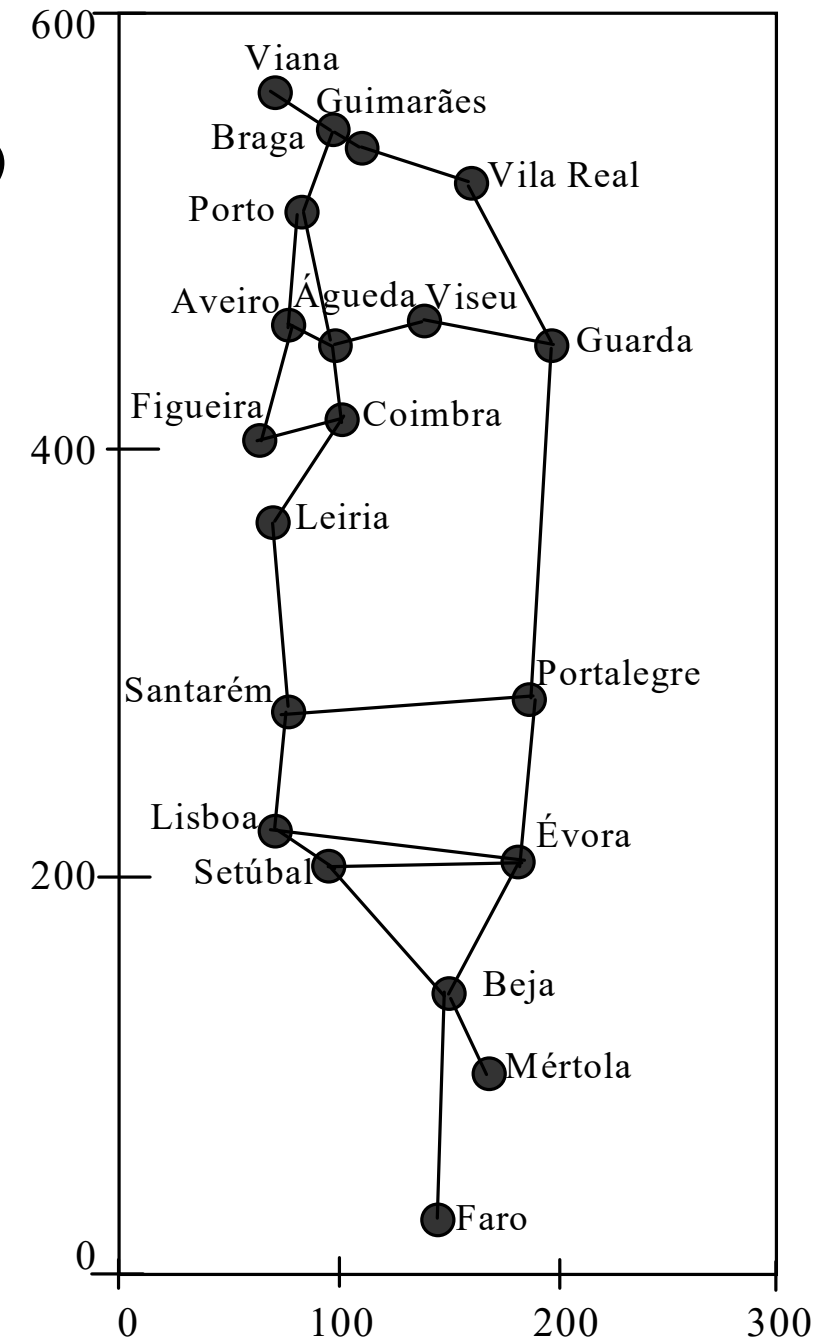 600
Viana
Guimarães
Braga
Vila Real
Porto
Aveiro
Águeda
Viseu
Guarda
Figueira
Coimbra
400
Leiria
Portalegre
Santarém
Lisboa
Évora
200
Setúbal
Beja
Mértola
Faro
0
0 100 200 300